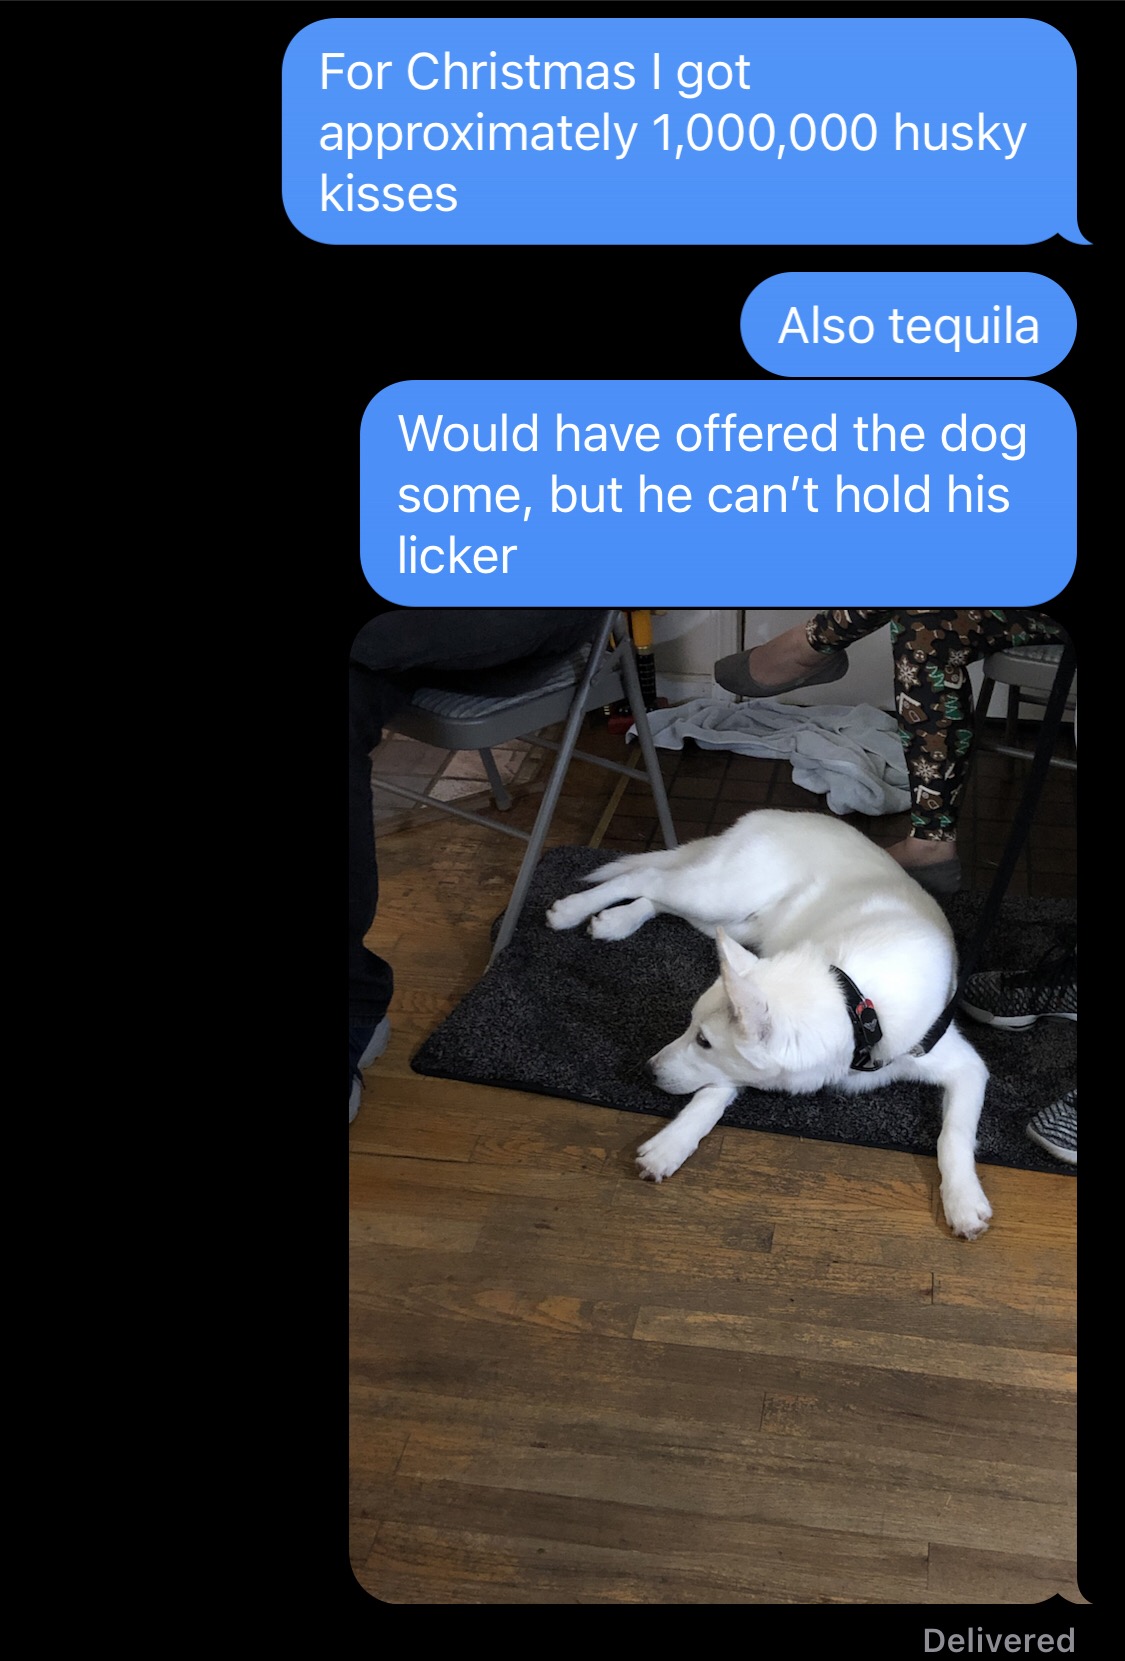 For Christmas I got
approximately 1,000,000 husky
kisses
Also tequila
Would have offered the dog
some, but he can’t hold his
licker
Delivered